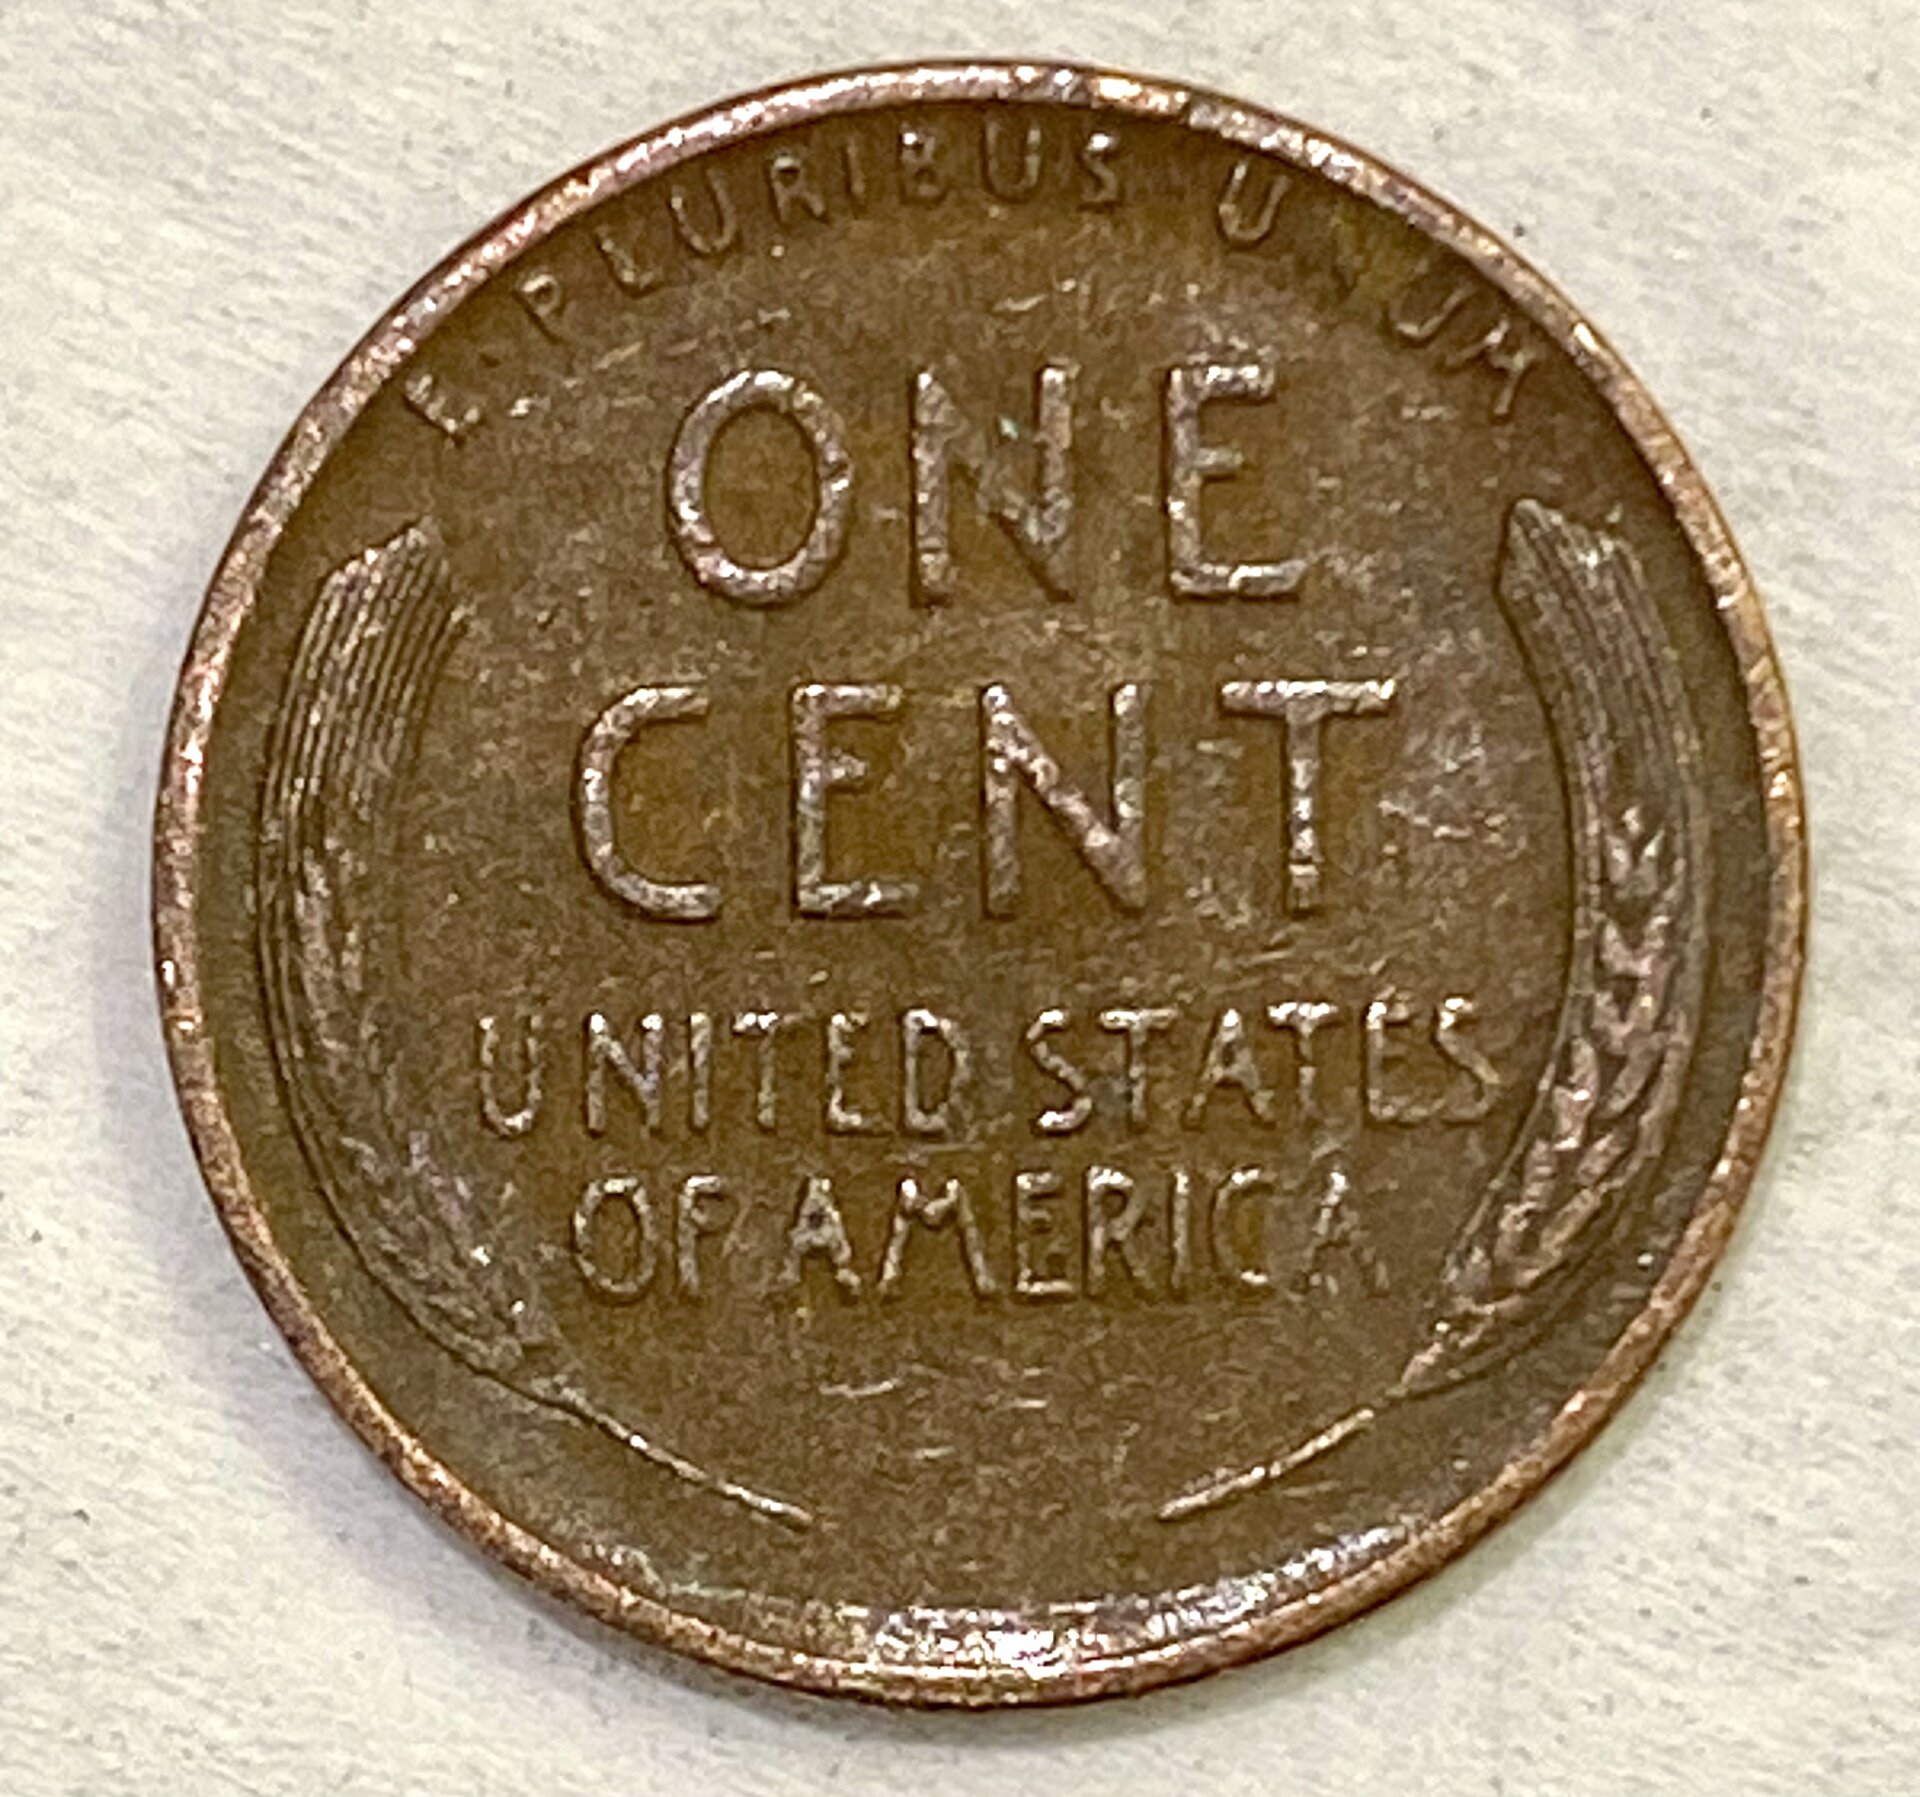 E·PLURIBUS·UNUM
ONE
CENT
UNITED STATES
OF AMERICA